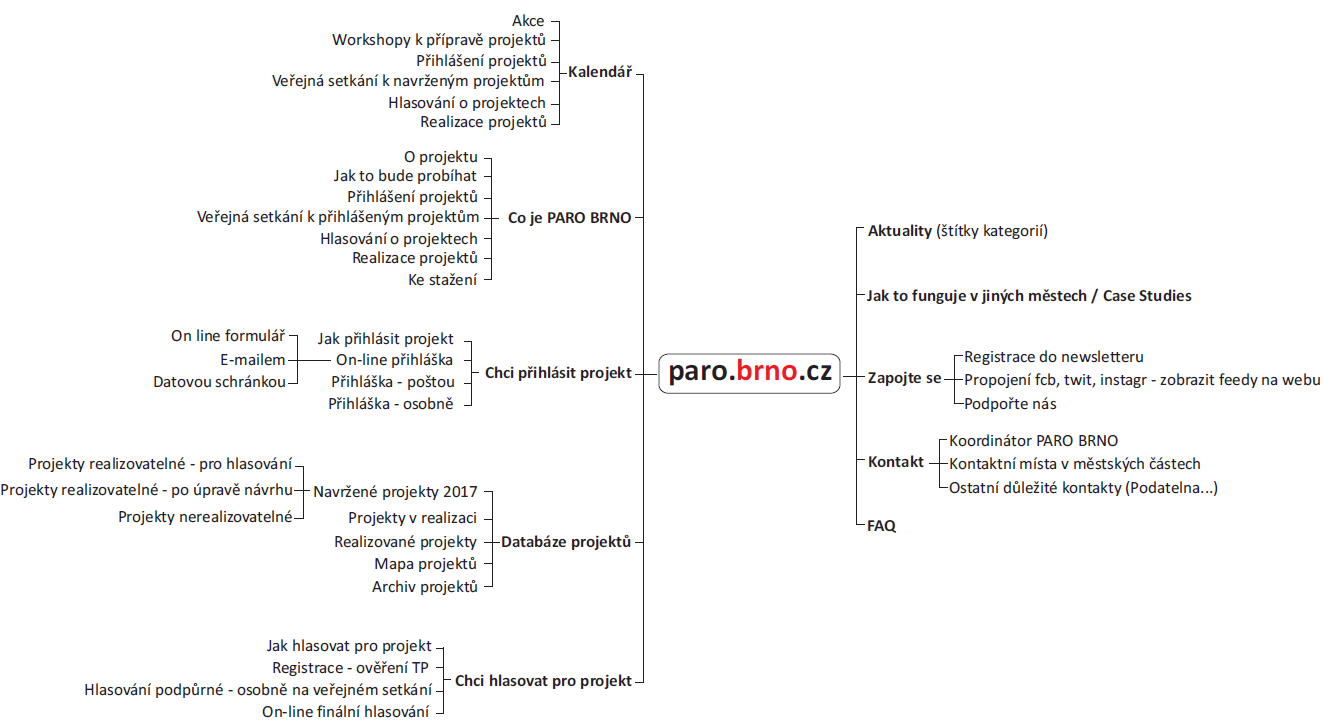 Akce
Workshopy k přípravě projektů
Přihlášení projektů
Veřejná setkání k navrženým projektům
Hlasování o projektech
Realizace projektů
Kalendář
O projektu
Jak to bude probíhat
Přihlášení projektů
Veřejná setkání k přihlášeným projektům
Hlasování o projektech
Realizace projektů
Ke stažení
Co je PARO BRNO
On line formulář
E-mailem
Datovou schránkou
Jak přihlásit projekt
On-line přihláška
Přihláška - poštou
Přihláška - osobně
Chci přihlásit projekt
Projekty realizovatelné - pro hlasování
Projekty realizovatelné - po úpravě návrhu
Projekty nerealizovatelné
Navržené projekty 2017
Projekty v realizaci
Realizované projekty
Mapa projektů
Archiv projektů
Databáze projektů
Jak hlasovat pro projekt
Registrace - ověření TP
Hlasování podpůrné - osobně na veřejném setkání
On-line finální hlasování
Chci hlasovat pro projekt
paro.brno.cz
Aktuality (štítky kategorií)
Jak to funguje v jiných městech / Case Studies
Zapojte se
Registrace do newsletteru
Propojení fcb, twit, instagr - zobrazit feedy na webu
Podpořte nás
Kontakt
Koordinátor PARO BRNO
Kontaktní místa v městských částech
Ostatní důležité kontakty (Podatelna...)
FAQ